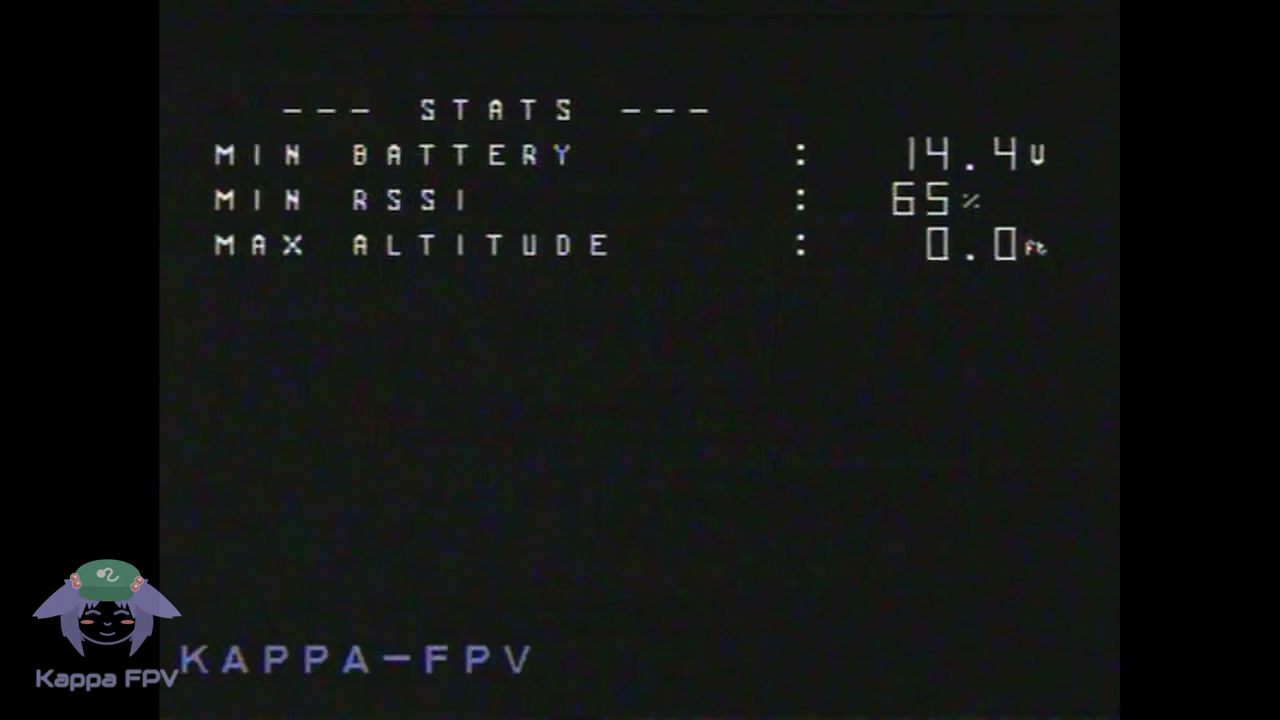 --- STATS ---
MIN BATTERY : 14.4V
MIN RSSI : 65%
MAX ALTITUDE : 0.0ft
KAPPA-FPV
Kappa FPV